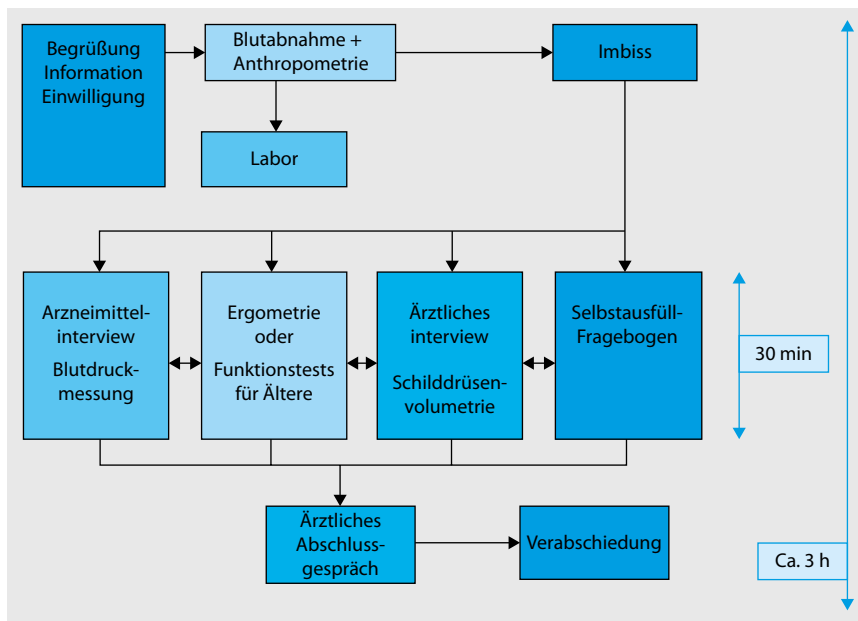 Begrüßung
Information
Einwilligung
Blutabnahme +
Anthropometrie
Imbiss
Labor
Arzneimittel-
interview
Blutdruck-
messung
Ergometrie
oder
Funktionstests
für Ältere
Ärztliches
interview
Schilddrüsen-
volumetrie
Selbstausfüll-
Fragebogen
30 min
Ärztliches
Abschluss-
gespräch
Verabschiedung
Ca. 3 h